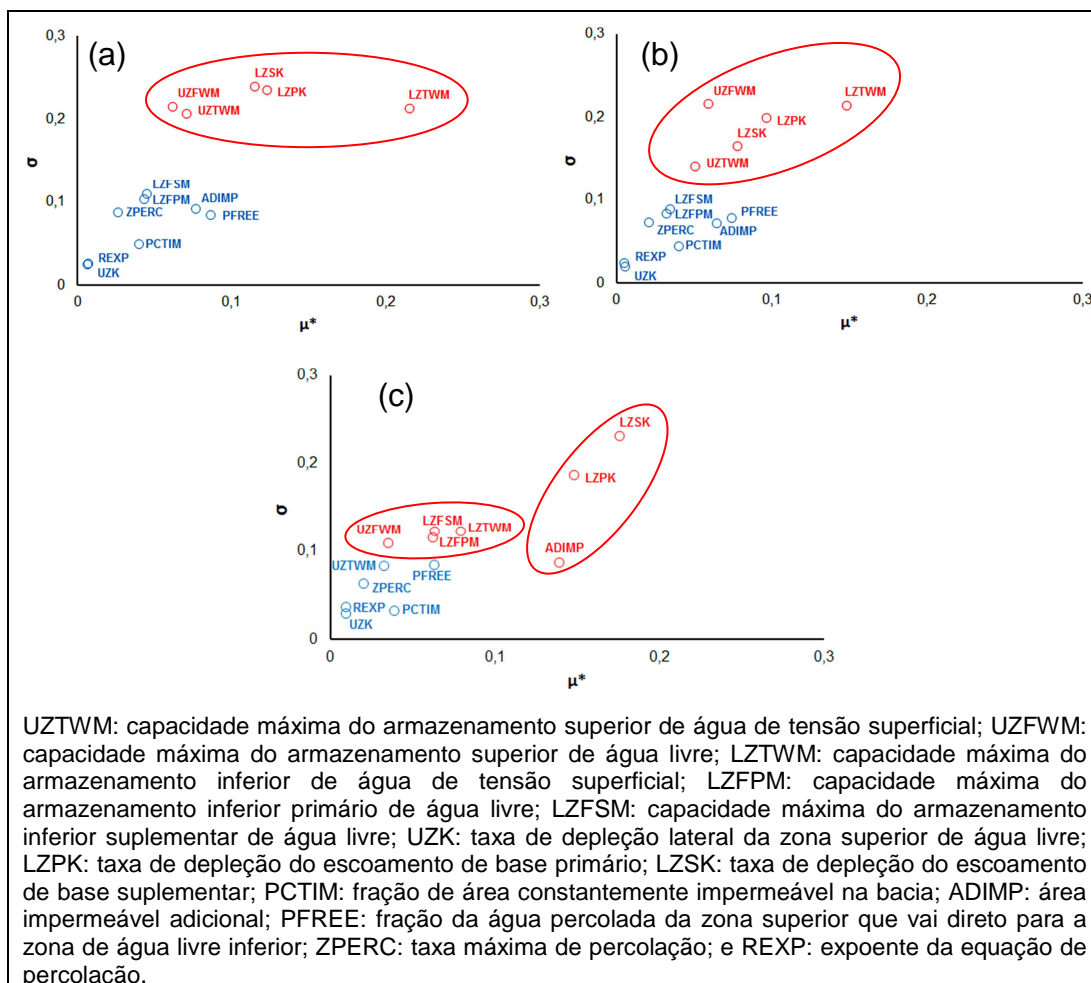 (a)
0,3
0,2
0,1
0
σ
LZSK
LZPK
UZFWM
UZTWM
LZTWM
LZFSM
LZFPM
ADIMP
ZPERC
PFREE
PCTIM
REXP
UZK
0 0,1 0,2 0,3
μ*
(b)
0,3
0,2
0,1
0
σ
UZFWM
LZTWM
LZPK
LZSK
UZTWM
LZFSM
LZFPM
PFREE
ZPERC
ADIMP
PCTIM
REXP
UZK
0 0,1 0,2 0,3
μ*
(c)
0,3
0,2
0,1
0
σ
LZSK
LZPK
LZFSM
UZFWM
LZTWM
LZFPM
ADIMP
UZTWM
PFREE
ZPERC
REXP
PCTIM
UZK
0 0,1 0,2 0,3
μ*
UZTWM: capacidade máxima do armazenamento superior de água de tensão superficial; UZFWM:
capacidade máxima do armazenamento superior de água livre; LZTWM: capacidade máxima do
armazenamento inferior de água de tensão superficial; LZFPM: capacidade máxima do
armazenamento inferior primário de água livre; LZFSM: capacidade máxima do armazenamento
inferior suplementar de água livre; UZK: taxa de depleção lateral da zona superior de água livre;
LZPK: taxa de depleção do escoamento de base primário; LZSK: taxa de depleção do escoamento
de base suplementar; PCTIM: fração de área constantemente impermeável na bacia; ADIMP: área
impermeável adicional; PFREE: fração da água percolada da zona superior que vai direto para a
zona de água livre inferior; ZPERC: taxa máxima de percolação; e REXP: expoente da equação de
percolação.